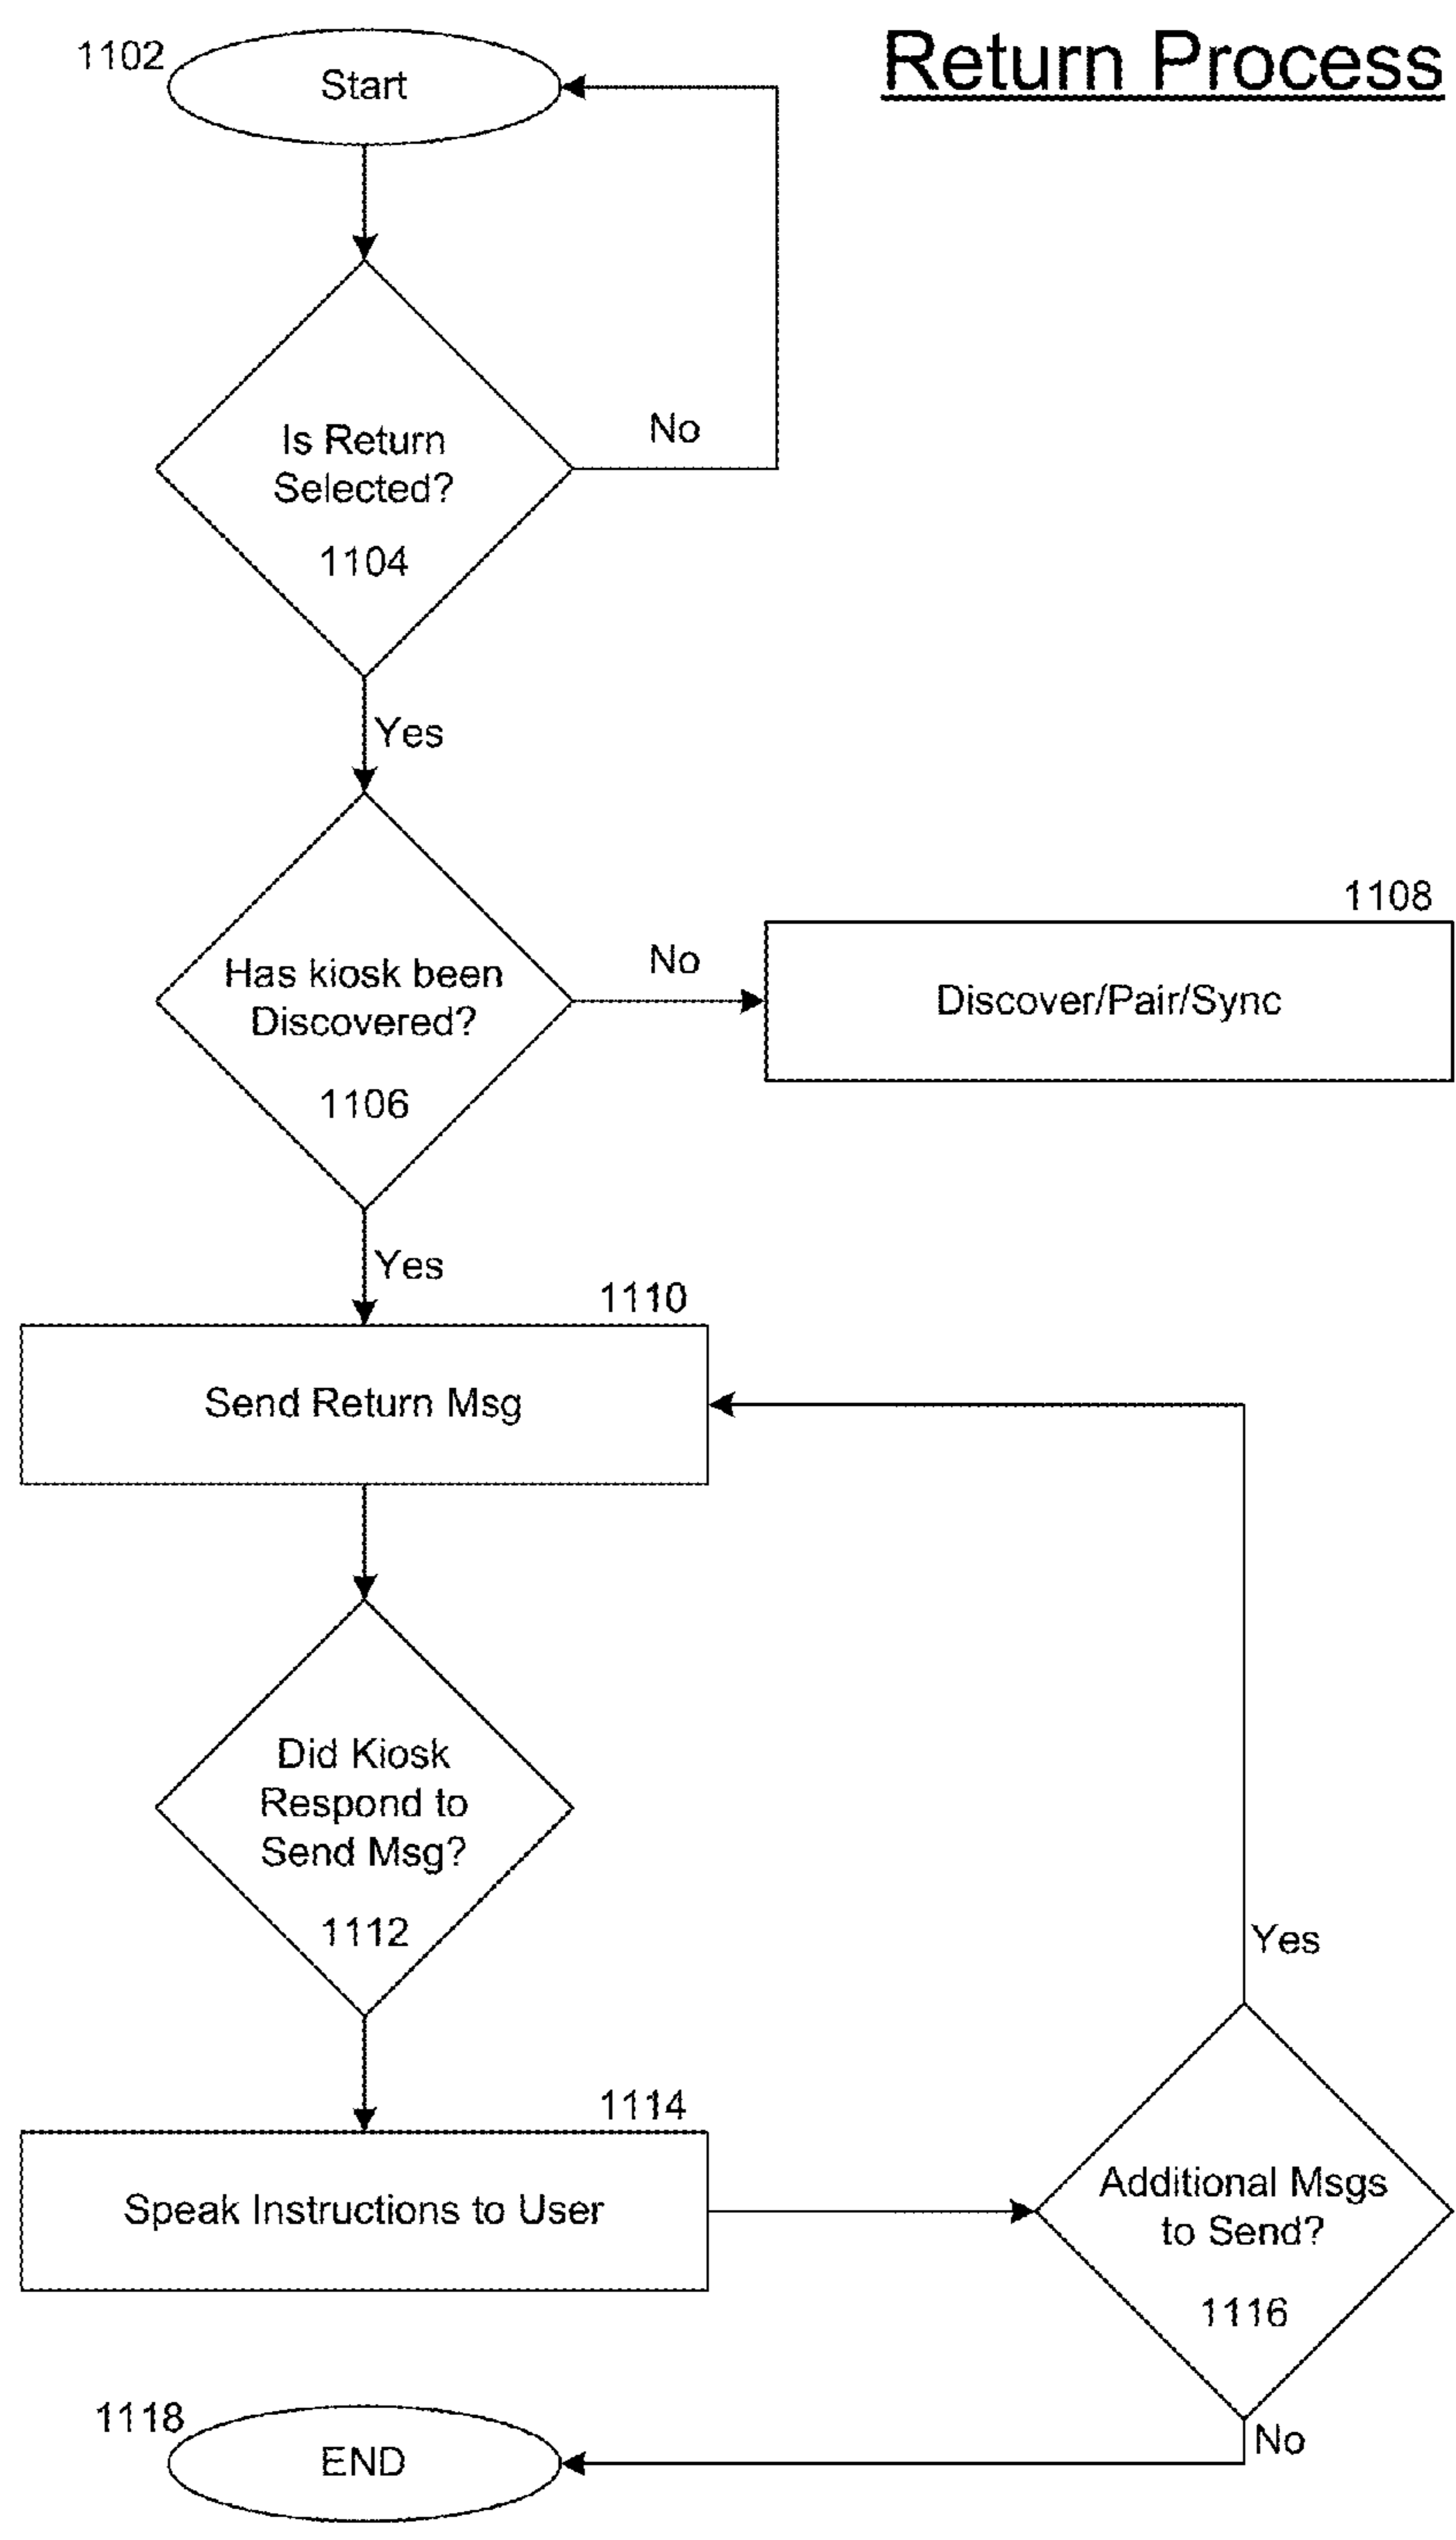 Return Process
1102
Start
Is Return
Selected?
1104
No
Yes
Has kiosk been
Discovered?
1106
No
1108
Discover/Pair/Sync
Yes
1110
Send Return Msg
Did Kiosk
Respond to
Send Msg?
1112
1114
Speak Instructions to User
Yes
Additional Msgs
to Send?
1116
No
1118
END